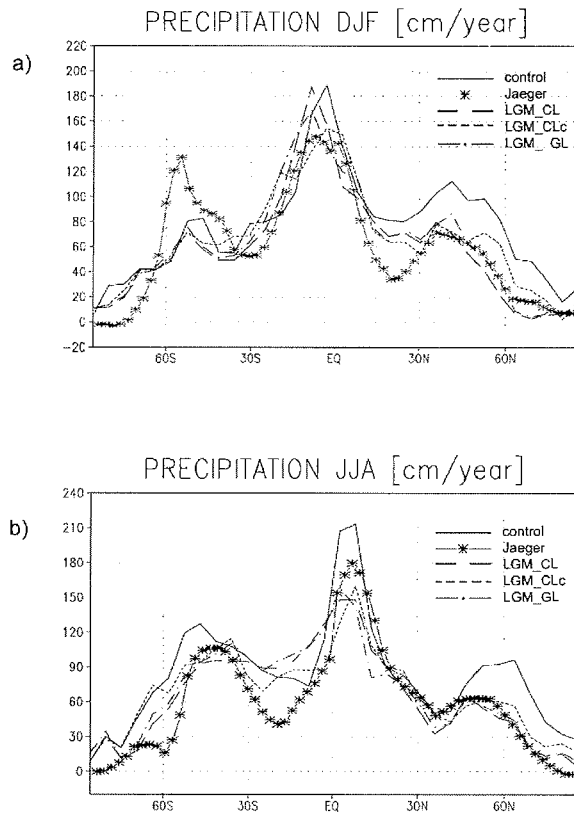 PRECIPITATION DJF [cm/year]
a)
220
200
180
160
140
120
100
80
60
40
20
0
-20
60S
30S
EQ
30N
60N
control
Jaeger
LGM_CL
LGM_CLc
LGM_ GL
PRECIPITATION JJA [cm/year]
b)
240
210
180
150
120
90
60
30
0
60S
30S
EQ
30N
60N
control
Jaeger
LGM_CL
LGM_CLc
LGM_GL